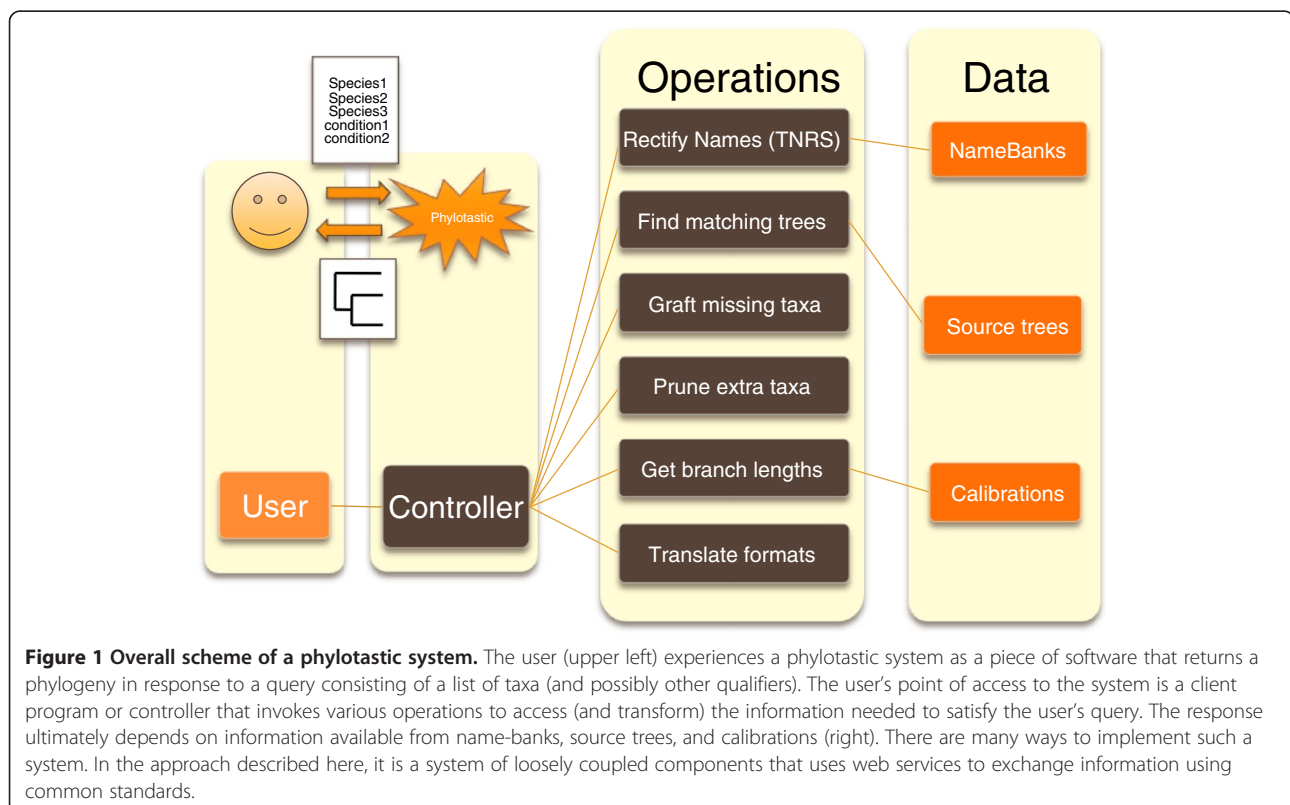 Species1
Species2
Species3
condition1
condition2
Phylotastic
User
Controller
Operations
Rectify Names (TNRS)
Find matching trees
Graft missing taxa
Prune extra taxa
Get branch lengths
Translate formats
Data
NameBanks
Source trees
Calibrations
Figure 1 Overall scheme of a phylotastic system. The user (upper left) experiences a phylotastic system as a piece of software that returns a
phylogeny in response to a query consisting of a list of taxa (and possibly other qualifiers). The user's point of access to the system is a client
program or controller that invokes various operations to access (and transform) the information needed to satisfy the user's query. The response
ultimately depends on information available from name-banks, source trees, and calibrations (right). There are many ways to implement such a
system. In the approach described here, it is a system of loosely coupled components that uses web services to exchange information using
common standards.